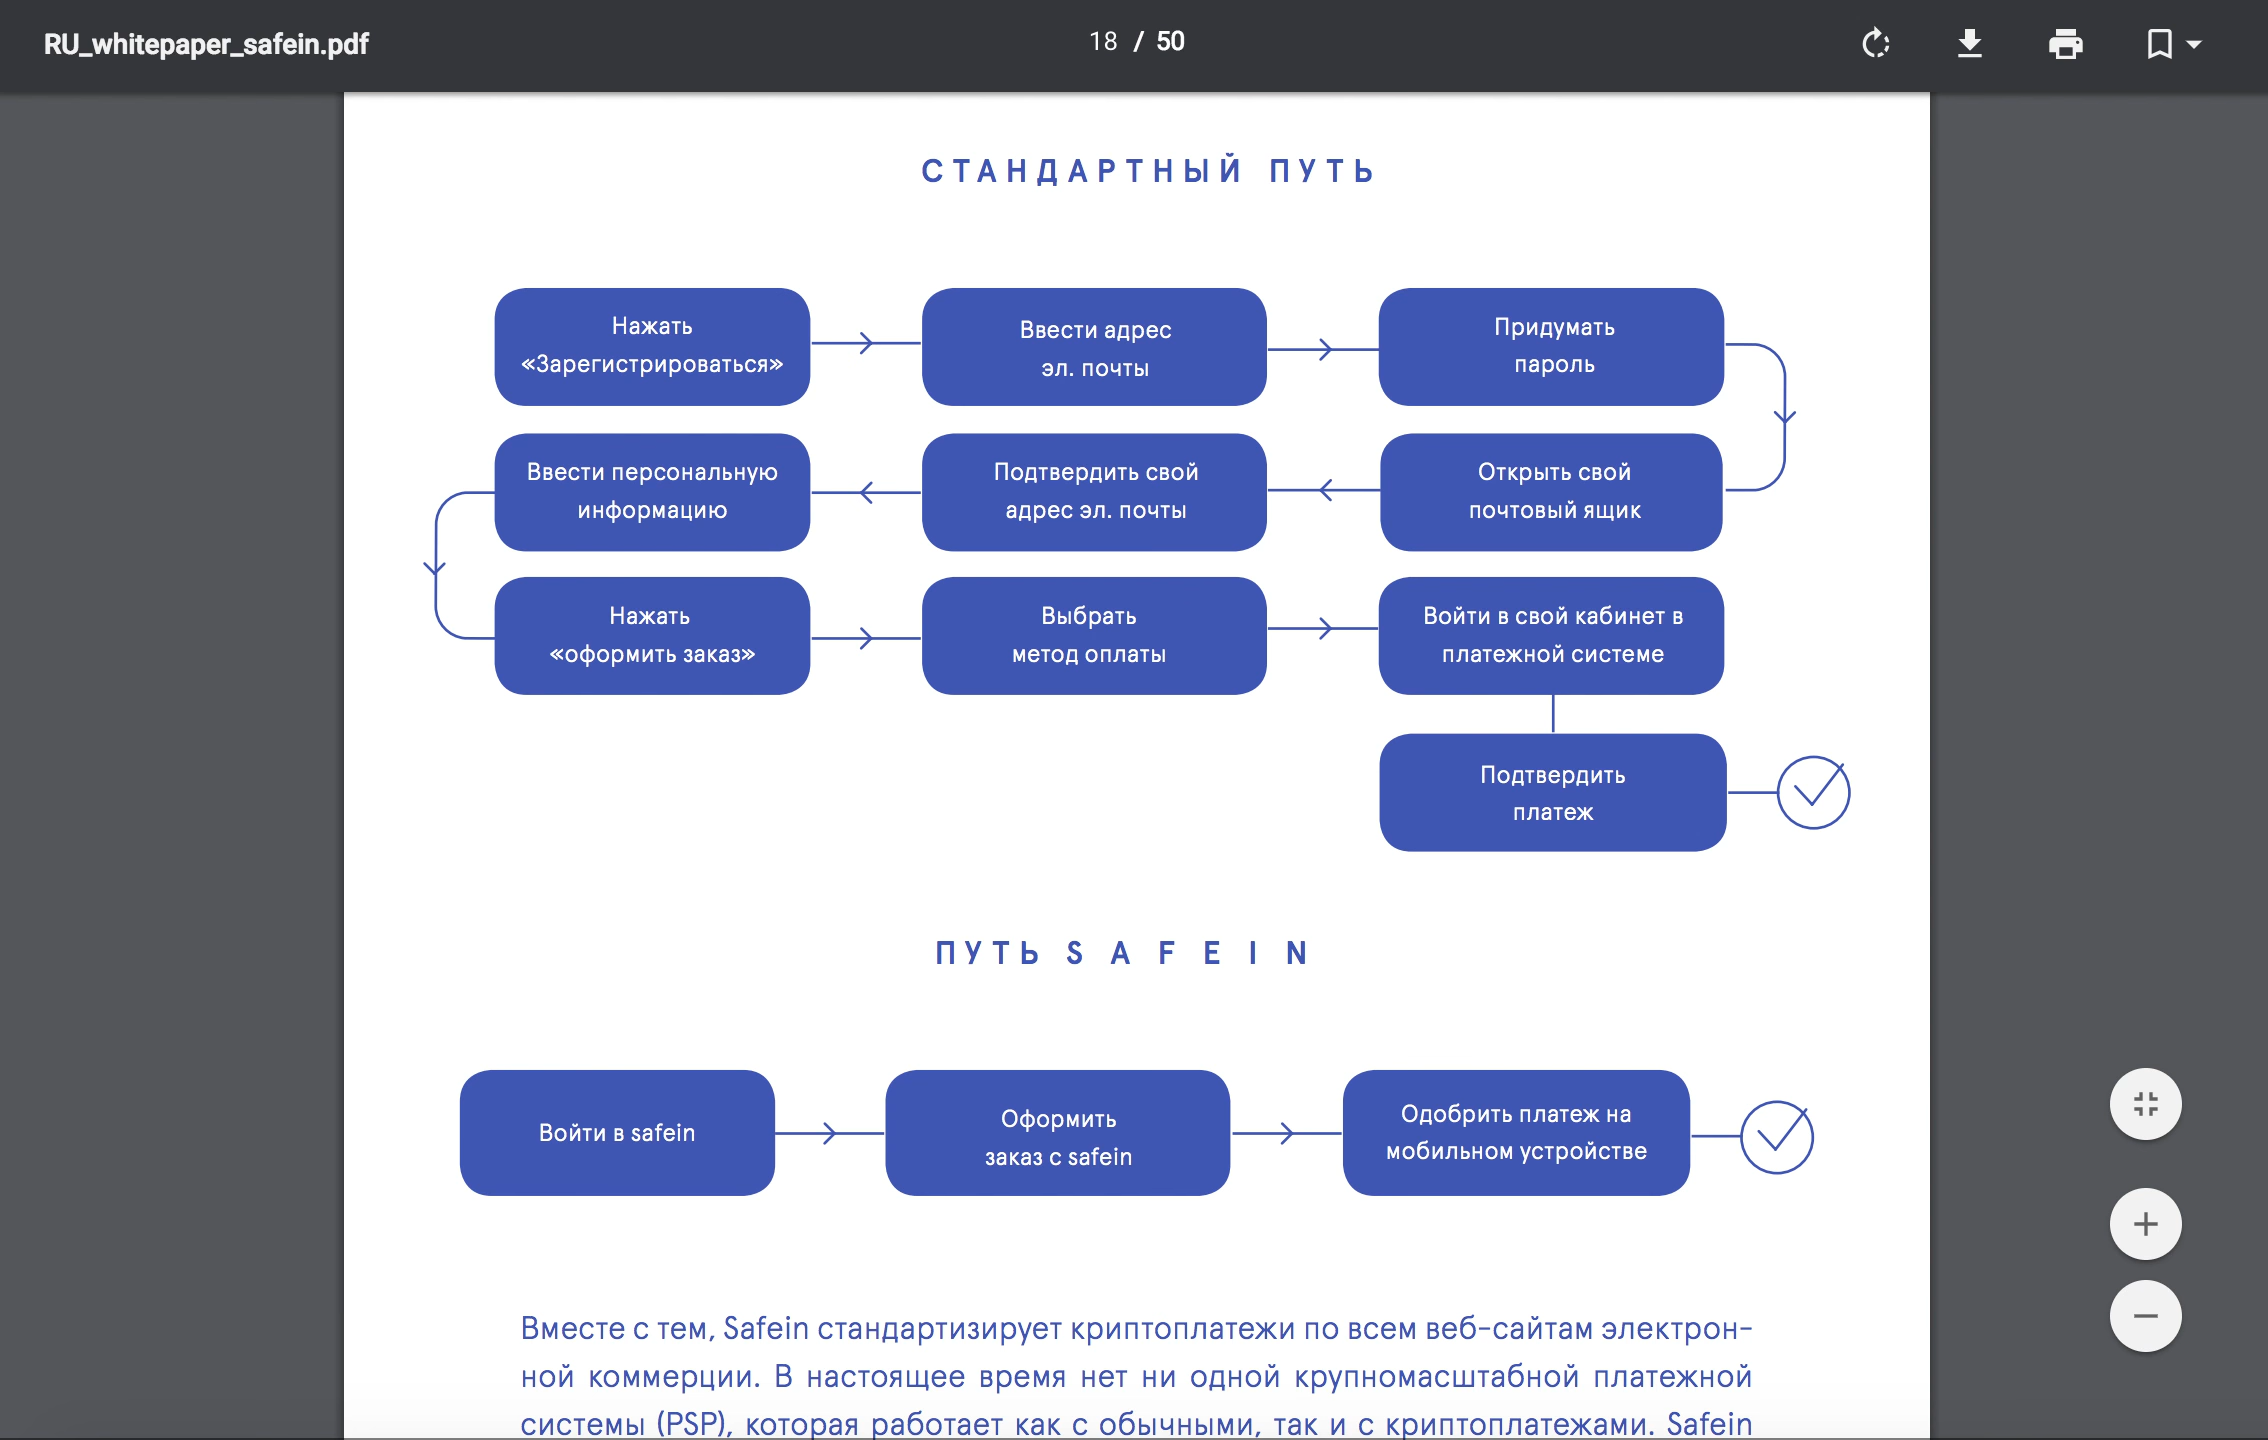 RU_whitepaper_safein.pdf
18 / 50
СТАНДАРТНЫЙ ПУТЬ
Нажать
«Зарегистрироваться»
Ввести адрес
эл. почты
Придумать
пароль
Открыть свой
почтовый ящик
Подтвердить свой
адрес эл. почты
Ввести персональную
информацию
Нажать
«оформить заказ»
Выбрать
метод оплаты
Войти в свой кабинет в
платежной системе
Подтвердить
платеж
ПУТЬ SAFEIN
Войти в safein
Оформить
заказ с safein
Одобрить платеж на
мобильном устройстве
Вместе с тем, Safein стандартизирует криптоплатежи по всем веб-сайтам электрон-
ной коммерции. В настоящее время нет ни одной крупномасштабной платежной
системы (PSP), которая работает как с обычными, так и с криптоплатежами. Safein